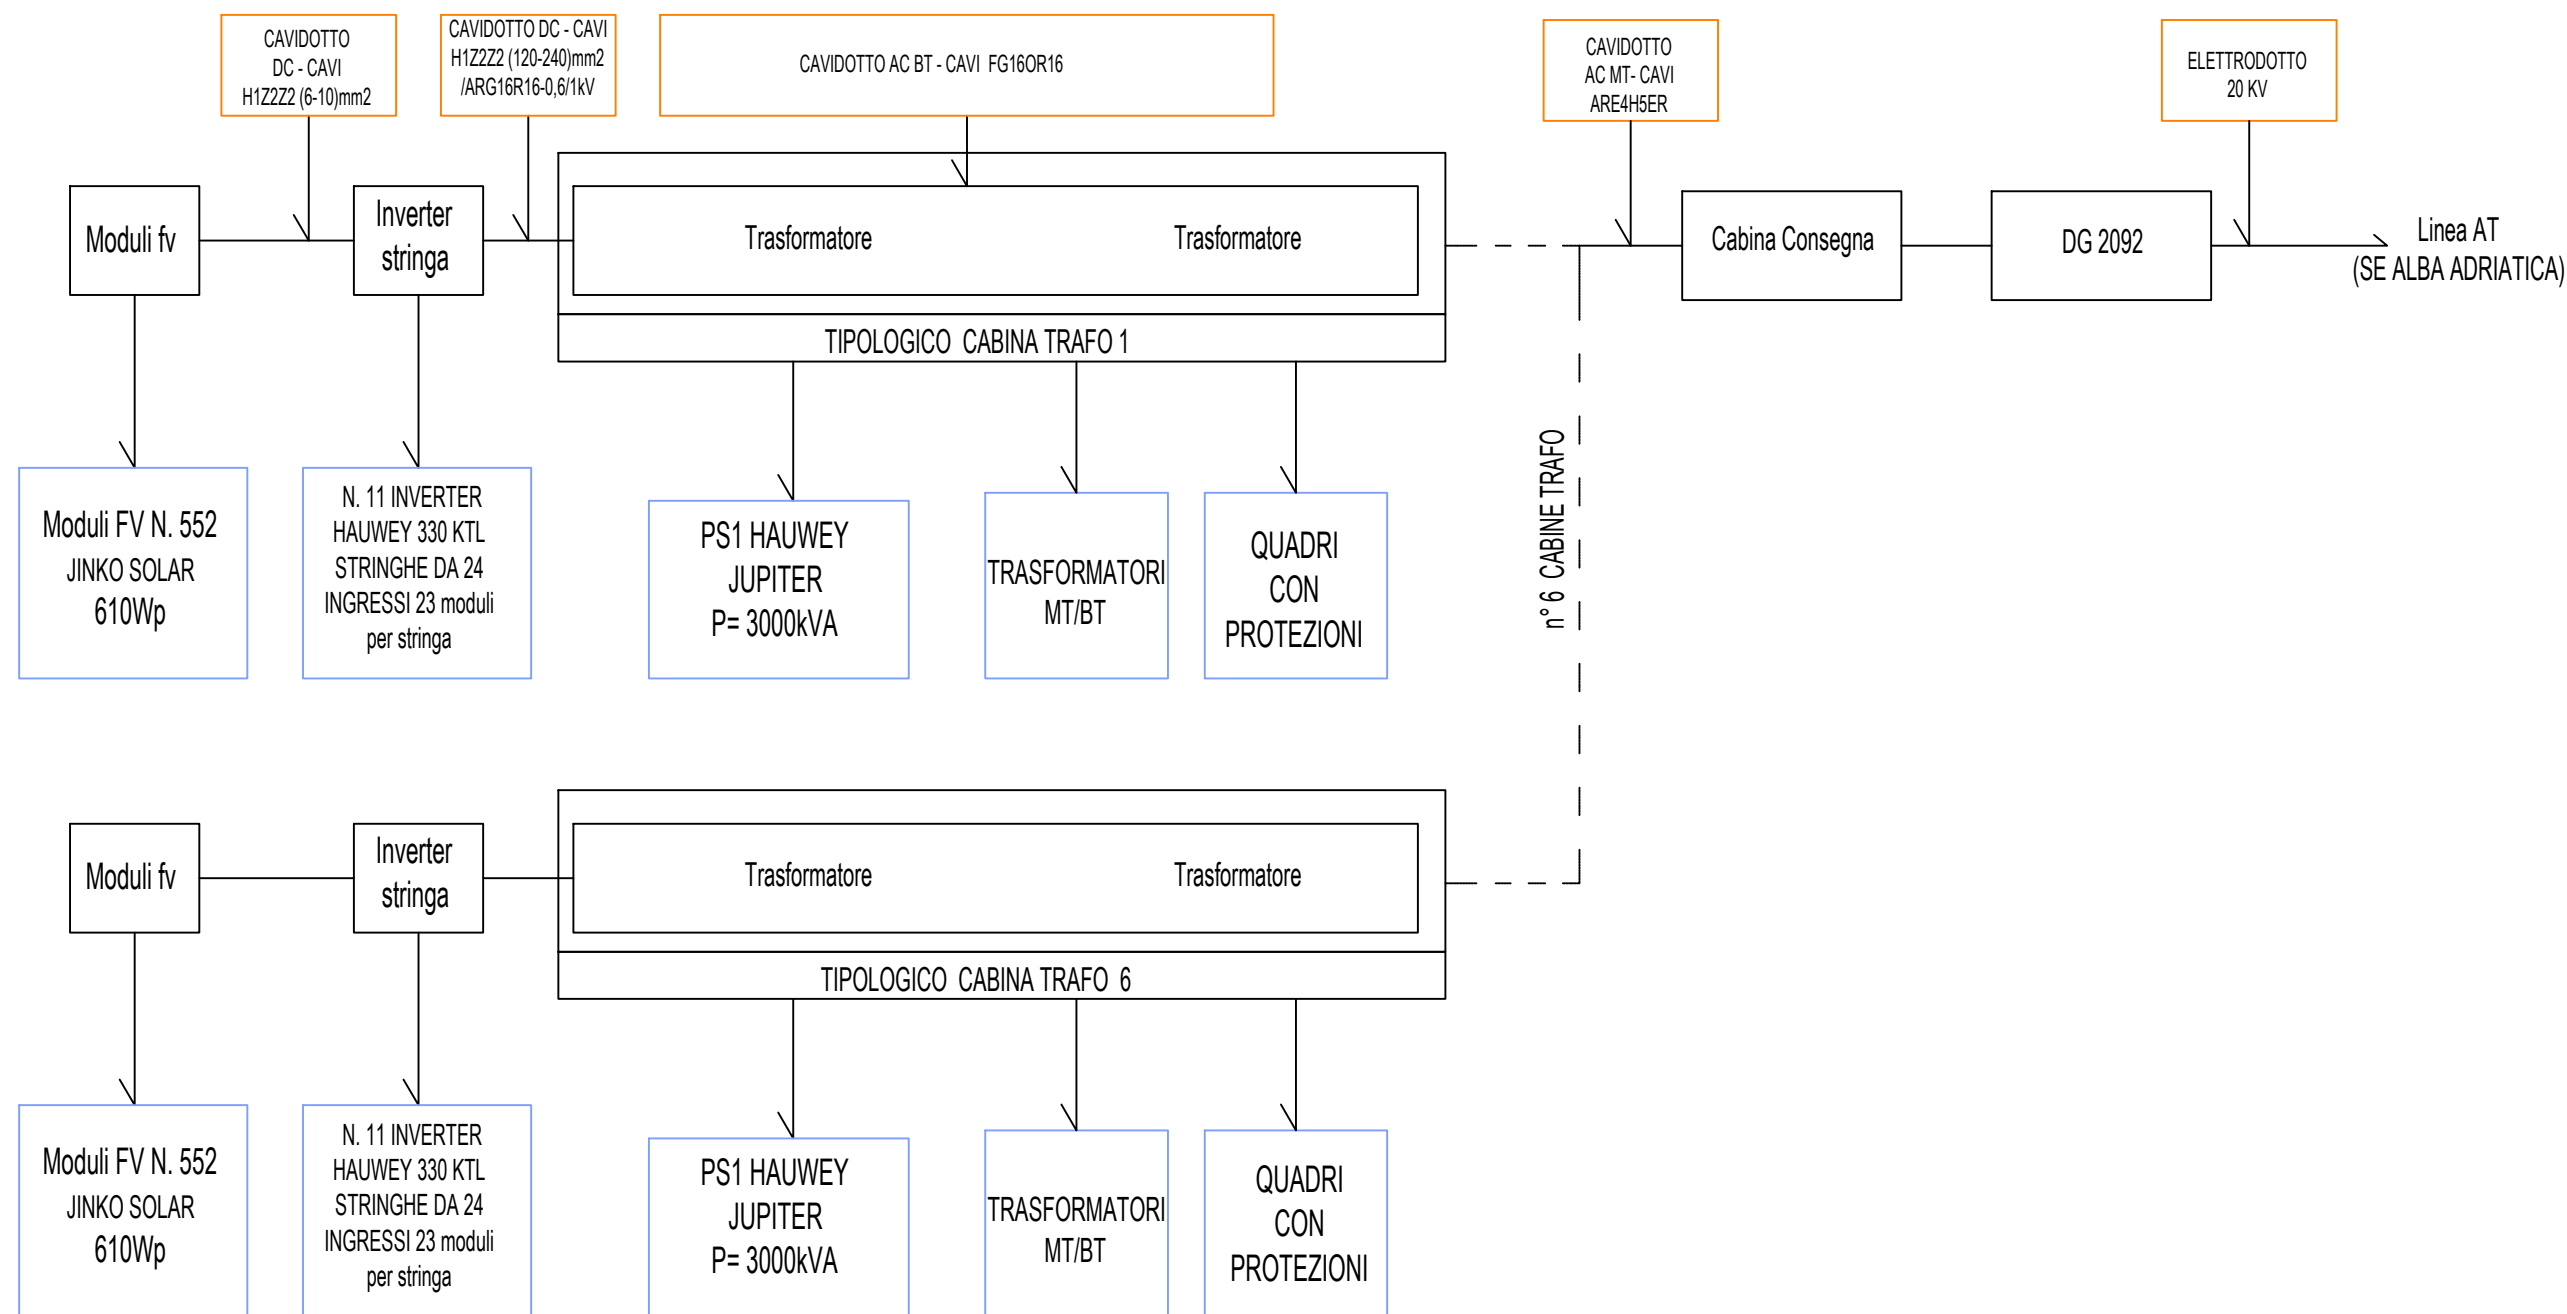 CAVIDOTTO
DC - CAVI
H1Z2Z2 (6-10)mm2
CAVIDOTTO DC - CAVI
H1Z2Z2 (120-240)mm2
/ARG16R16-0,6/1kV
CAVIDOTTO AC BT - CAVI FG16OR16
CAVIDOTTO
AC MT- CAVI
ARE4H5ER
ELETTRODOTTO
20 KV
Moduli fv
Inverter
stringa
Trasformatore
Trasformatore
TIPOLOGICO CABINA TRAFO 1
Cabina Consegna
DG 2092
Linea AT
(SE ALBA ADRIATICA)
Moduli FV N. 552
JINKO SOLAR
610Wp
N. 11 INVERTER
HAUWEY 330 KTL
STRINGHE DA 24
INGRESSI 23 moduli
per stringa
PS1 HAUWEY
JUPITER
P= 3000kVA
TRASFORMATORI
MT/BT
QUADRI
CON
PROTEZIONI
n° 6 CABINE TRAFO
Moduli fv
Inverter
stringa
Trasformatore
Trasformatore
TIPOLOGICO CABINA TRAFO 6
Moduli FV N. 552
JINKO SOLAR
610Wp
N. 11 INVERTER
HAUWEY 330 KTL
STRINGHE DA 24
INGRESSI 23 moduli
per stringa
PS1 HAUWEY
JUPITER
P= 3000kVA
TRASFORMATORI
MT/BT
QUADRI
CON
PROTEZIONI